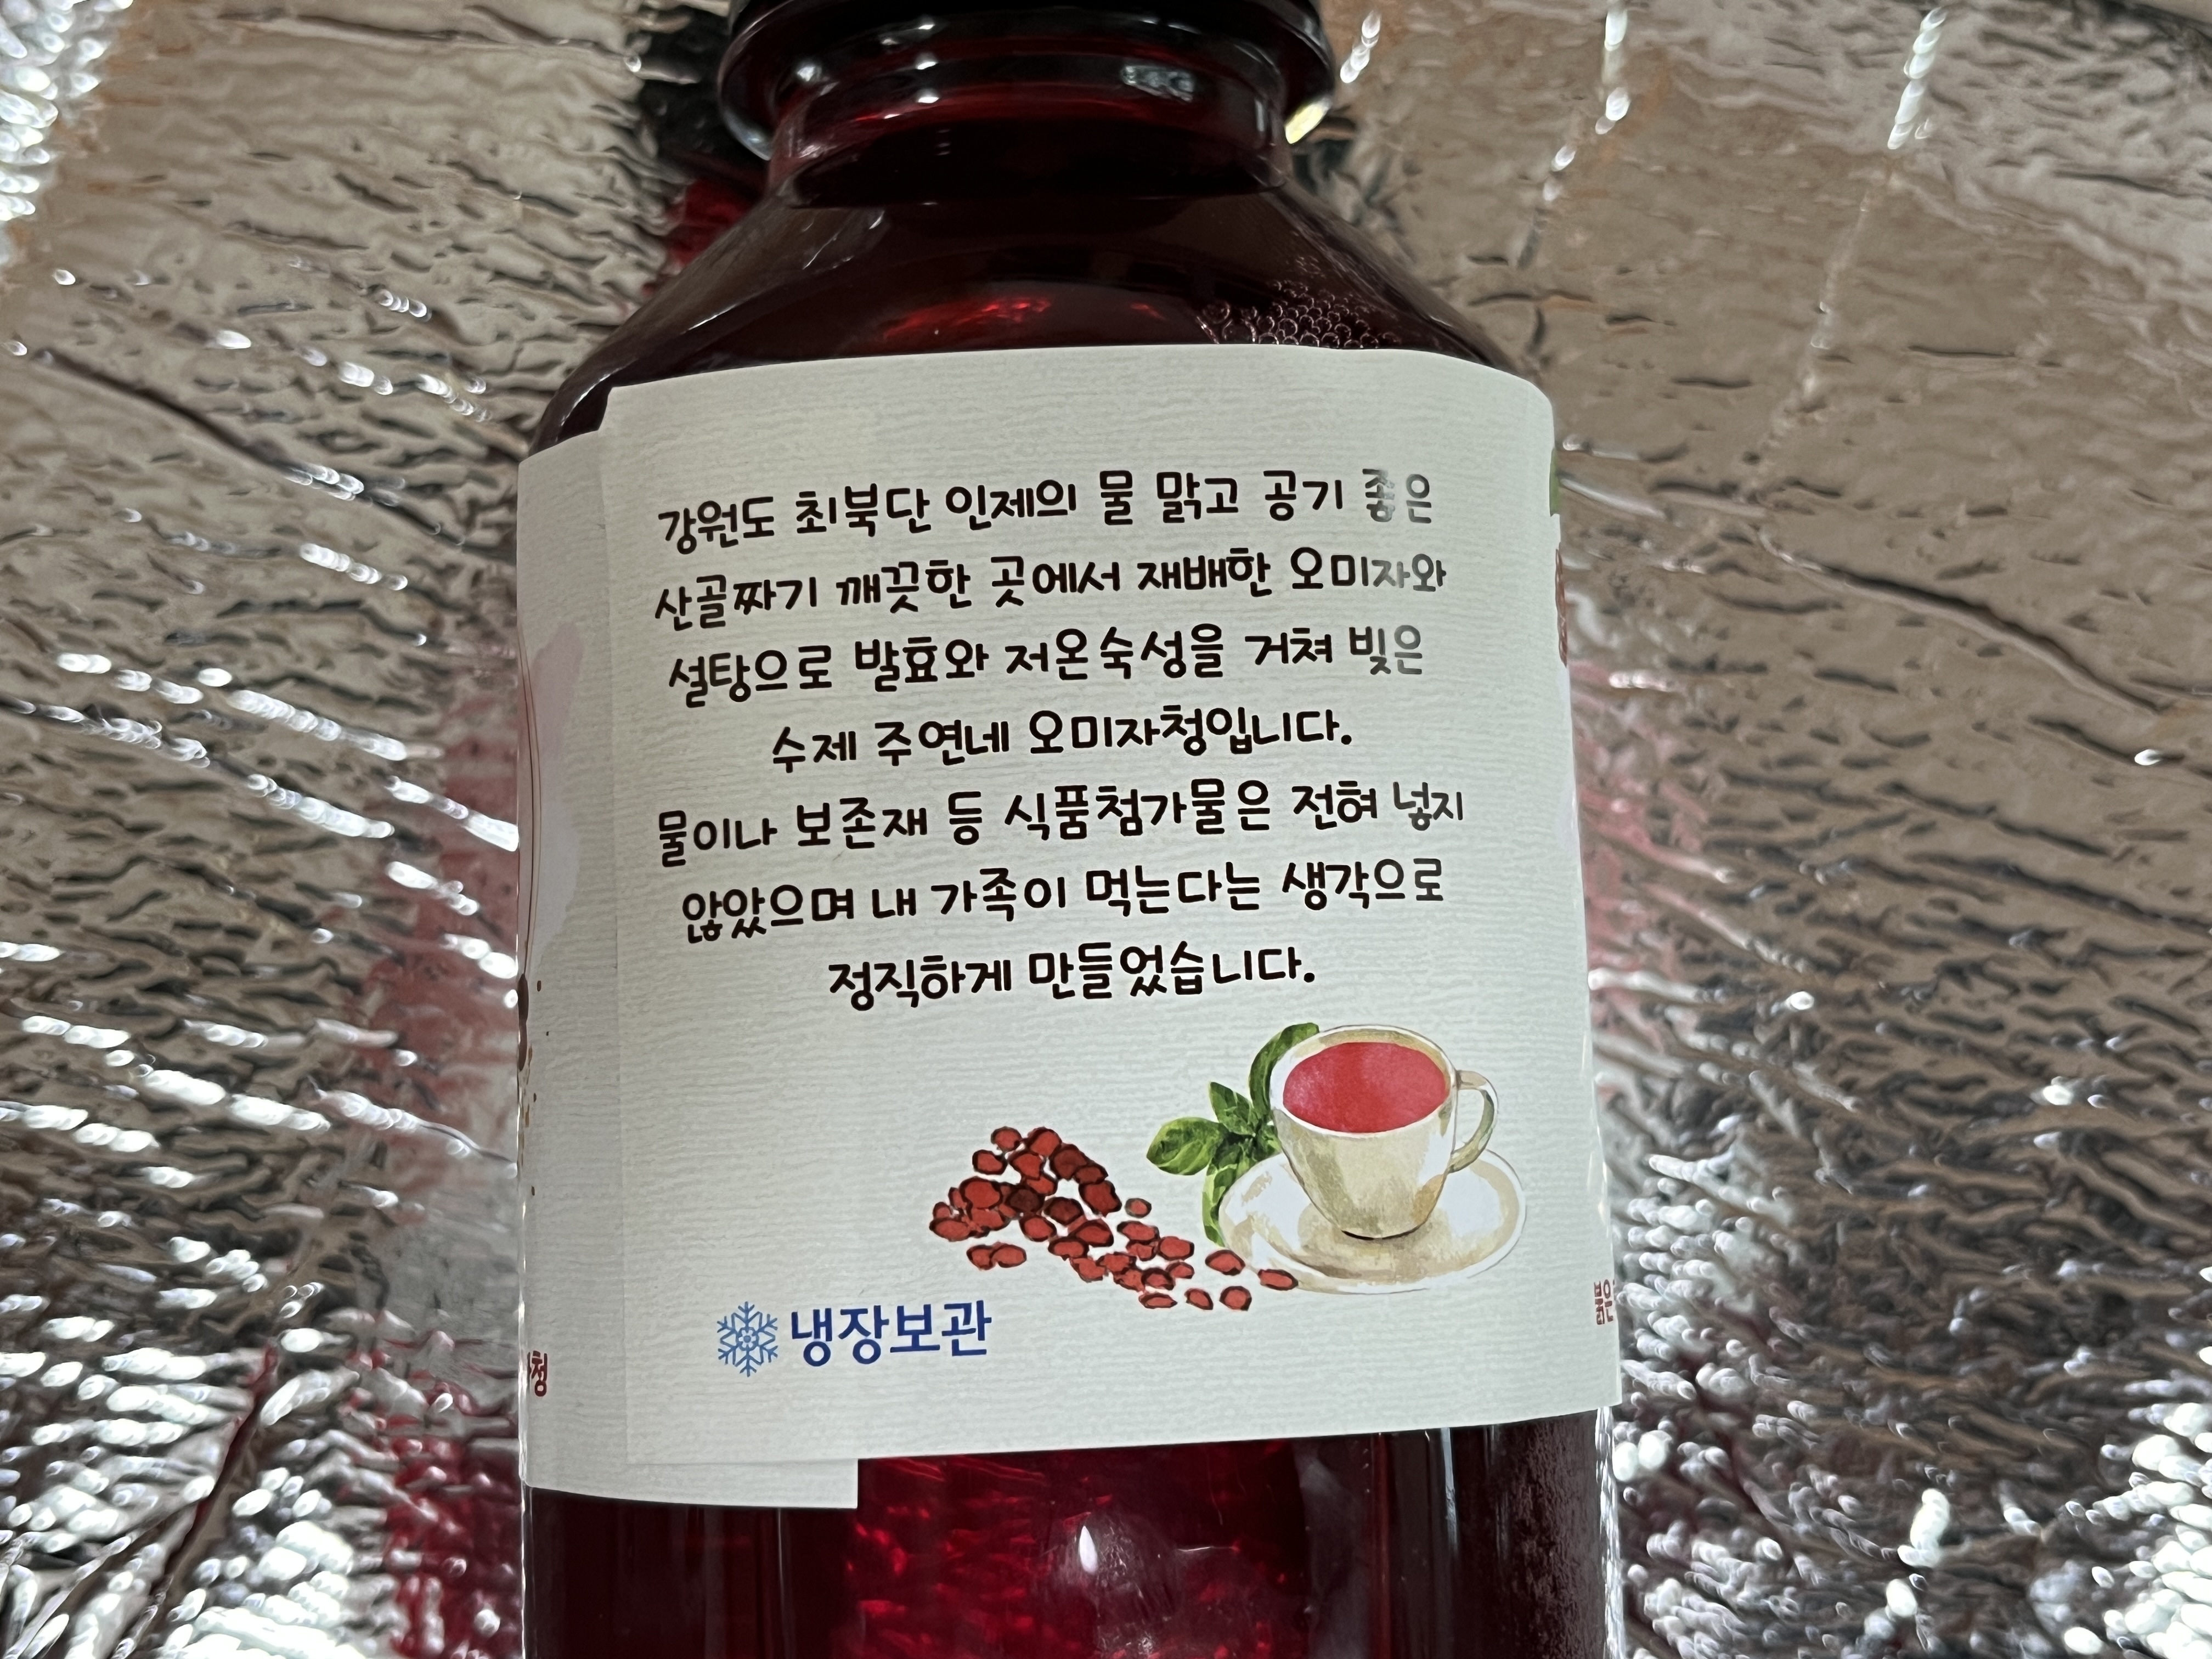 강원도 최북단 인제의 물 맑고 공기 좋은
산골짜기 깨끗한 곳에서 재배한 오미자와
설탕으로 발효와 저온숙성을 거쳐 빚은
수제 주연네 오미자청입니다.
물이나 보존재 등 식품첨가물은 전혀 넣지
않았으며 내 가족이 먹는다는 생각으로
정직하게 만들었습니다.
냉장보관